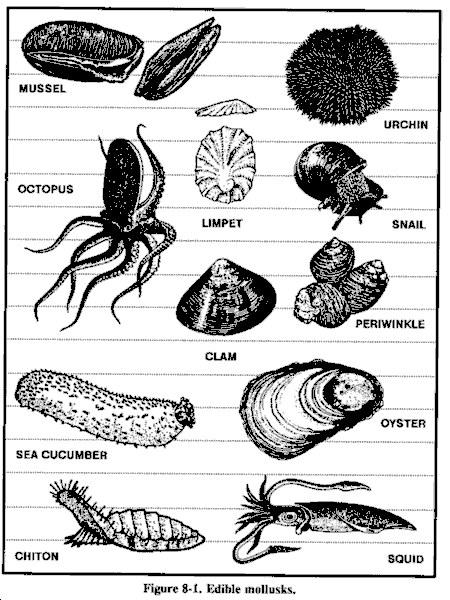 MUSSEL
URCHIN
OCTOPUS
LIMPET
SNAIL
CLAM
PERIWINKLE
SEA CUCUMBER
OYSTER
CHITON
SQUID
Figure 8-1. Edible mollusks.